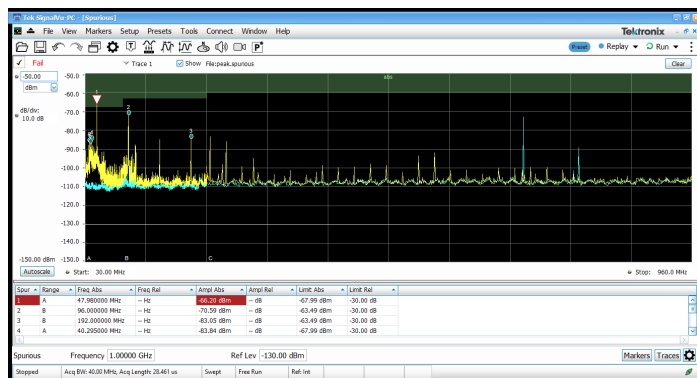 Tek SignalVu-PC - [Spurious]
File View Markers Setup Presets Tools Connect Window Help Tektronix
Preset Replay Run
Fail Trace 1 Show File:peak.spurious Clear
-50.00 -50.0 abs
dBm -60.0
1
dB/div: -70.0
10.0 dB
2
-80.0
3
-90.0
-100.0
-110.0
-120.0
-130.0
-140.0
-150.00 dBm -150.0 A B C
Autoscale Start: 30.00 MHz Stop: 960.0 MHz
Spur Range Freq Abs Freq Rel Ampl Abs Ampl Rel Limit Abs Limit Rel
1 A 47.980000 MHz -- Hz -66.20 dBm -- dB -67.99 dBm -30.00 dB
2 B 96.000000 MHz -- Hz -70.59 dBm -- dB -63.49 dBm -30.00 dB
3 B 192.000000 MHz -- Hz -83.05 dBm -- dB -63.49 dBm -30.00 dB
4 A 40.295000 MHz -- Hz -83.84 dBm -- dB -67.99 dBm -30.00 dB
Spurious Frequency 1.00000 GHz Ref Lev -130.00 dBm Markers Traces
Stopped Acq BW: 40.00 MHz, Acq Length: 28.461 us Swept Free Run Ref: Int